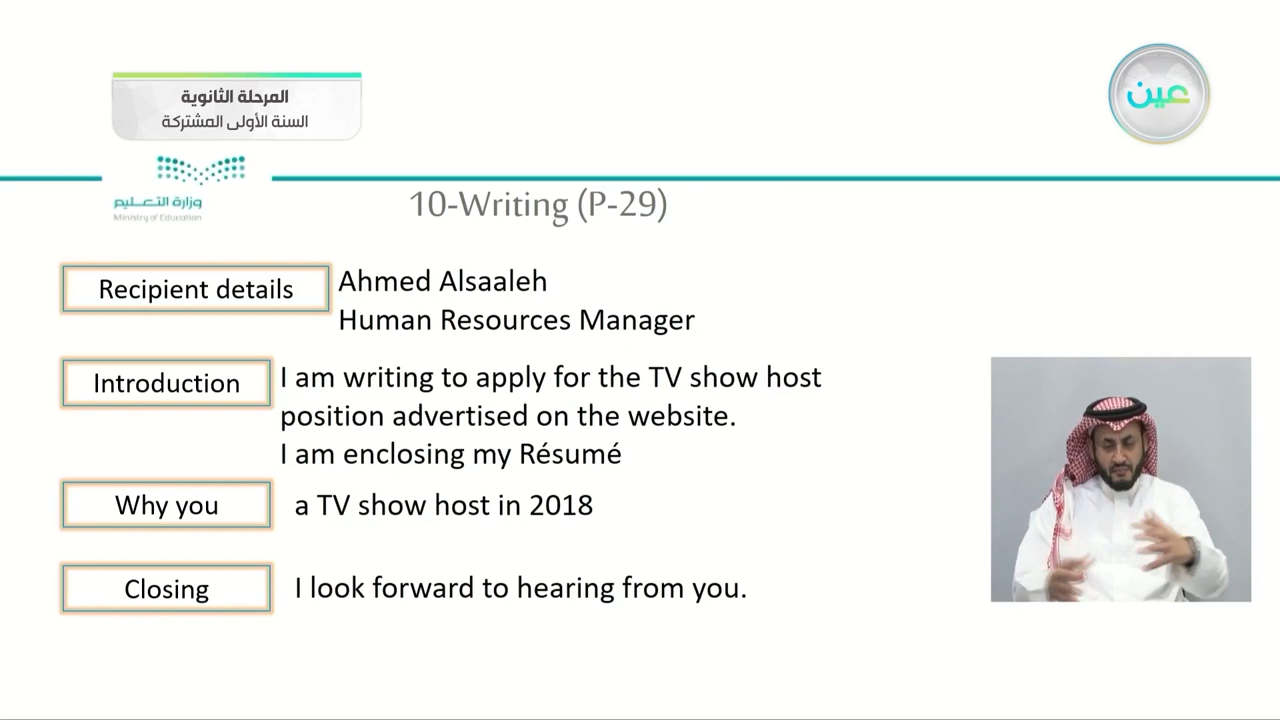 المرحلة الثانوية
السنة الأولى المشتركة
عين
وزارة التعليم
Ministry of Education
10-Writing (P-29)
Recipient details
Ahmed Alsaaleh
Human Resources Manager
Introduction
I am writing to apply for the TV show host
position advertised on the website.
I am enclosing my Résumé
Why you
a TV show host in 2018
Closing
I look forward to hearing from you.